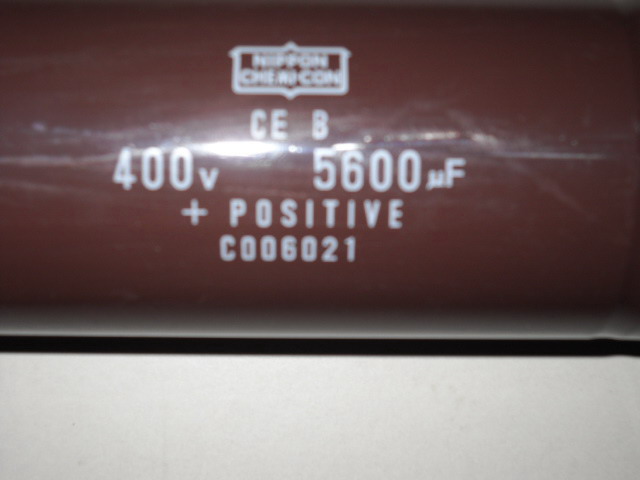 NIPPON
CHEMI-CON
CE B
400V 5600µF
+ POSITIVE
C006021